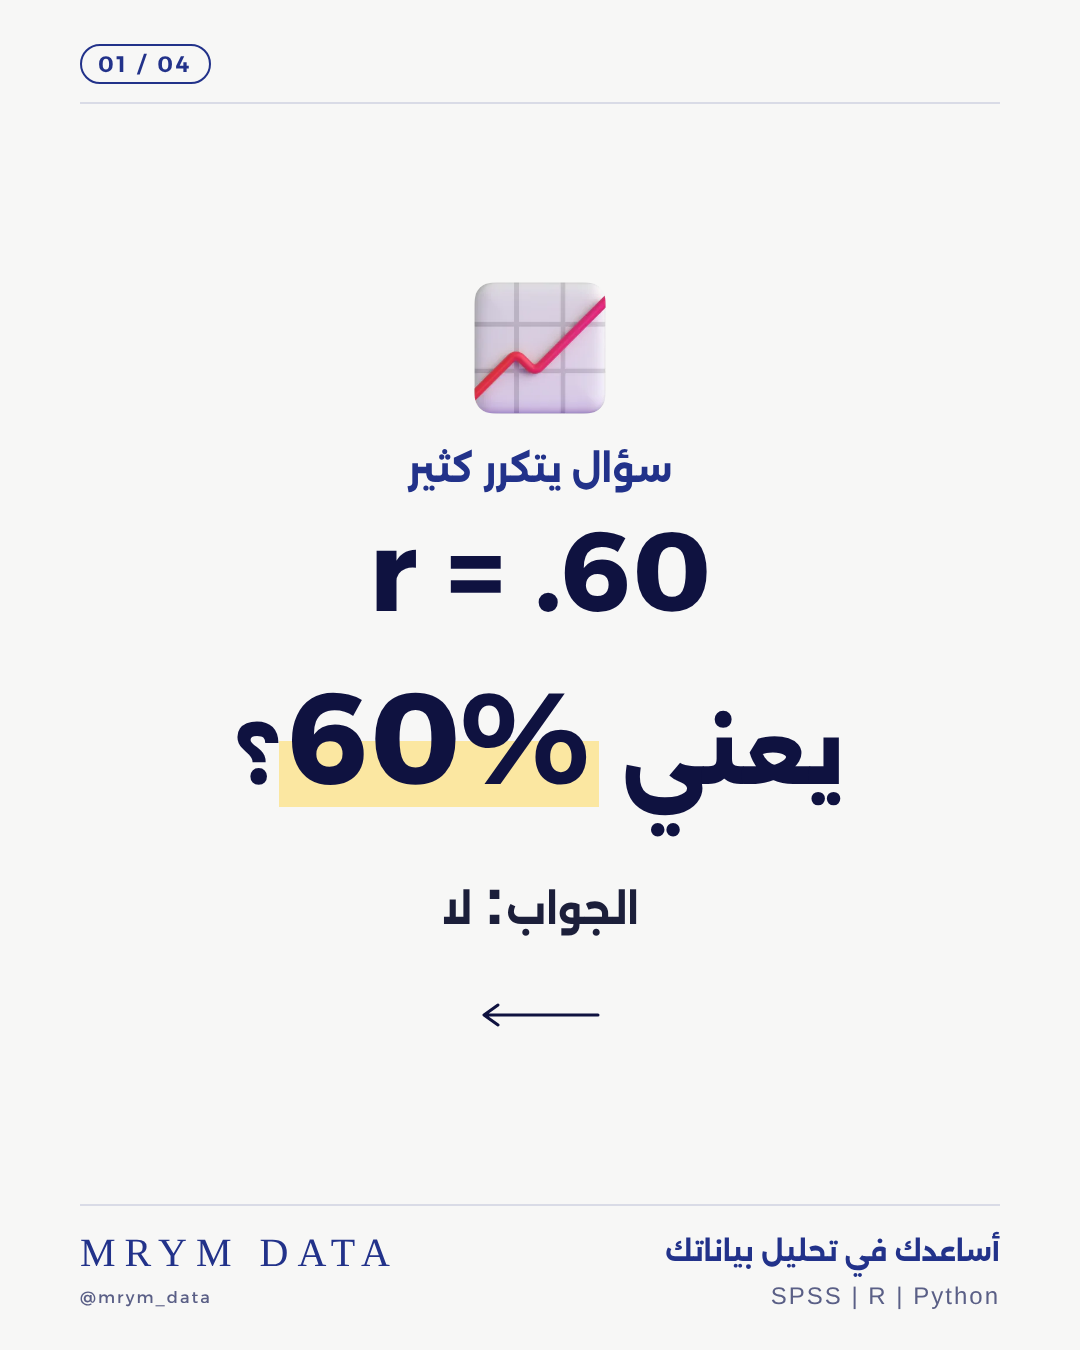 01 / 04
سؤال يتكرر كثير
r = .60
يعني 60%؟
الجواب: لا
أساعدك في تحليل بياناتك
SPSS | R | Python
MRYM DATA
@mrym_data